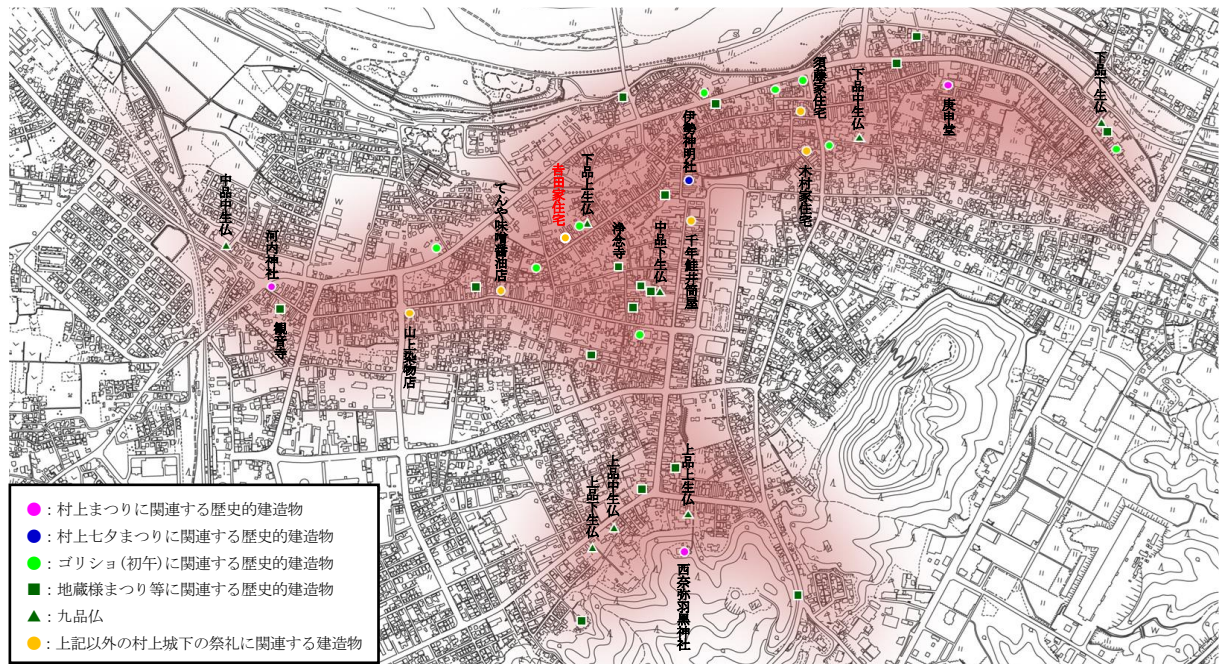 下品下生仏
庚申堂
下品中生仏
須藤家住宅
木村家住宅
伊勢神明社
千年鮭井筒屋
中品下生仏
浄念寺
下品上生仏
吉田家住宅
てんや味噌醤油店
山上染物店
河内神社
観音寺
中品中生仏
上品上生仏
上品中生仏
上品下生仏
西奈弥羽黒神社
：村上まつりに関連する歴史的建造物
：村上七夕まつりに関連する歴史的建造物
：ゴリショ(初午)に関連する歴史的建造物
：地蔵様まつり等に関連する歴史的建造物
：九品仏
：上記以外の村上城下の祭礼に関連する建造物